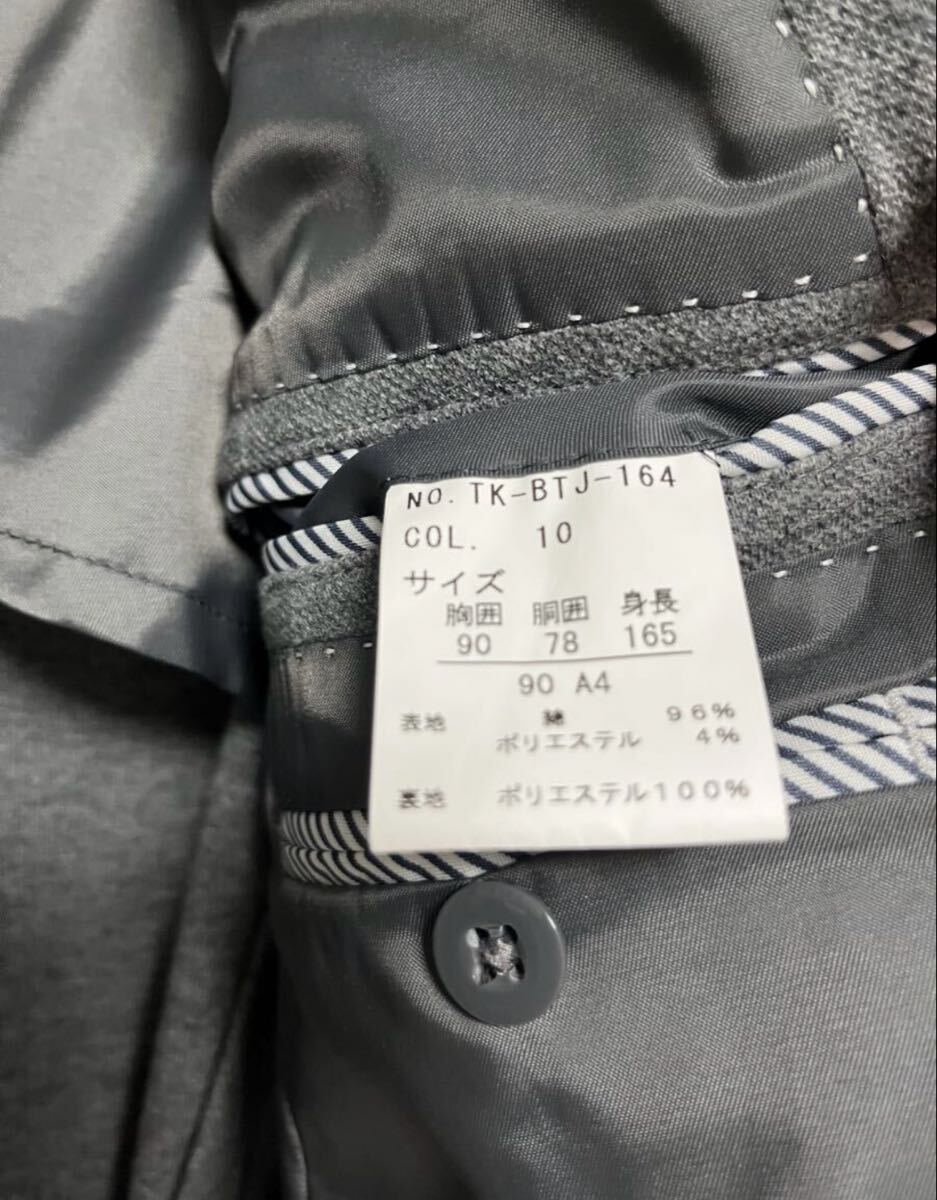 NO. TK-BTJ-164
COL. 10
サイズ
胸囲 胴囲 身長
90 78 165
90 A4
表地 綿 96%
ポリエステル 4%
裏地 ポリエステル100%